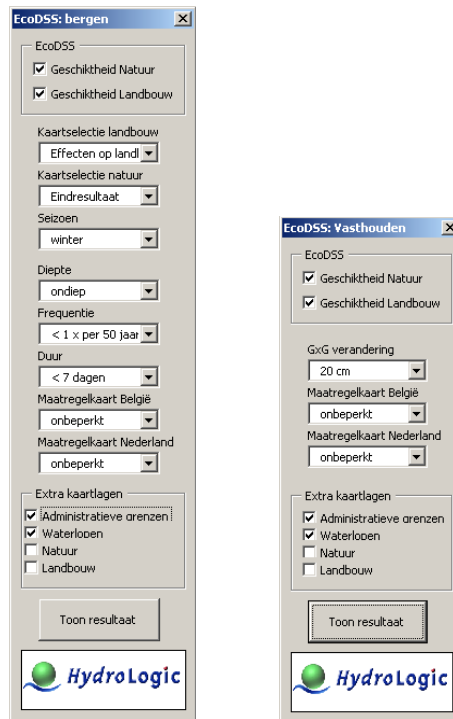 EcoDSS: bergen
EcoDSS
Geschiktheid Natuur
Geschiktheid Landbouw
Kaartselectie landbouw
Effecten op landl
Kaartselectie natuur
Eindresultaat
Seizoen
winter
Diepte
ondiep
Frequentie
< 1 x per 50 jaar
Duur
< 7 dagen
Maatregelkaart België
onbeperkt
Maatregelkaart Nederland
onbeperkt
Extra kaartlagen
Administratieve grenzen
Waterlopen
Natuur
Landbouw
Toon resultaat
HydroLogic
EcoDSS: Vasthouden
EcoDSS
Geschiktheid Natuur
Geschiktheid Landbouw
GxG verandering
20 cm
Maatregelkaart België
onbeperkt
Maatregelkaart Nederland
onbeperkt
Extra kaartlagen
Administratieve grenzen
Waterlopen
Natuur
Landbouw
Toon resultaat
HydroLogic